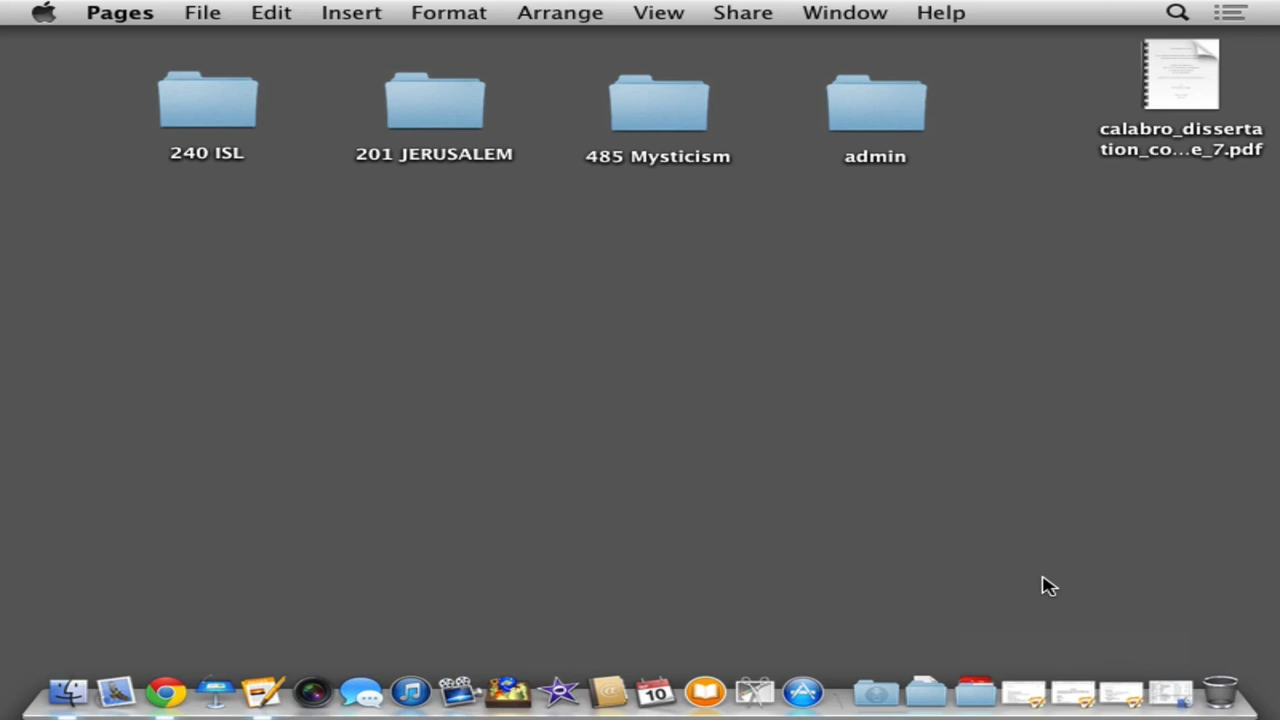 Pages File Edit Insert Format Arrange View Share Window Help
240 ISL
201 JERUSALEM
485 Mysticism
admin
calabro_disserta
tion_co...e_7.pdf
10